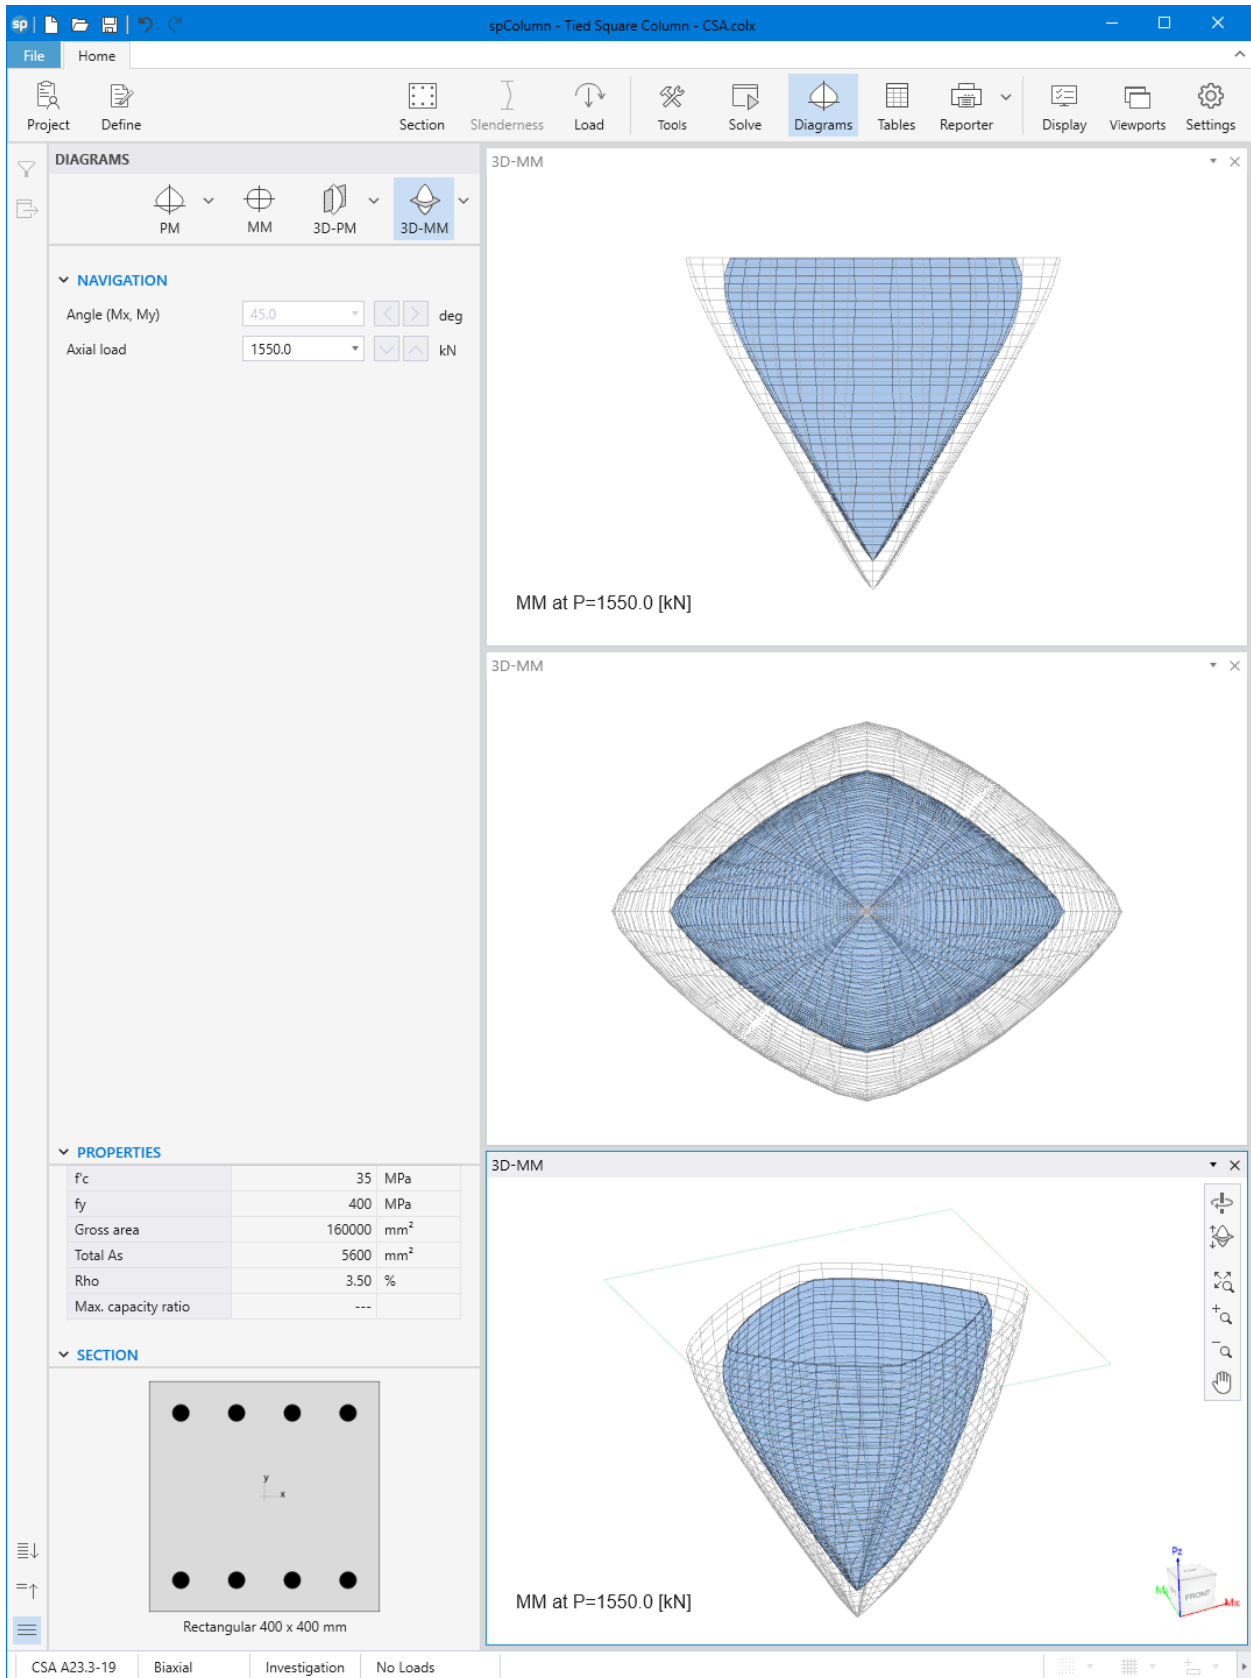 sp
spColumn - Tied Square Column - CSA.colx
File Home
Project Define Section Slenderness Load Tools Solve Diagrams Tables Reporter Display Viewports Settings
DIAGRAMS
PM MM 3D-PM 3D-MM
NAVIGATION
Angle (Mx, My) 45.0 deg
Axial load 1550.0 kN
PROPERTIES
f'c 35 MPa
fy 400 MPa
Gross area 160000 mm²
Total As 5600 mm²
Rho 3.50 %
Max. capacity ratio ---
SECTION
y
x
Rectangular 400 x 400 mm
3D-MM
MM at P=1550.0 [kN]
3D-MM
3D-MM
Pz
FRONT
Mx
MM at P=1550.0 [kN]
CSA A23.3-19 Biaxial Investigation No Loads